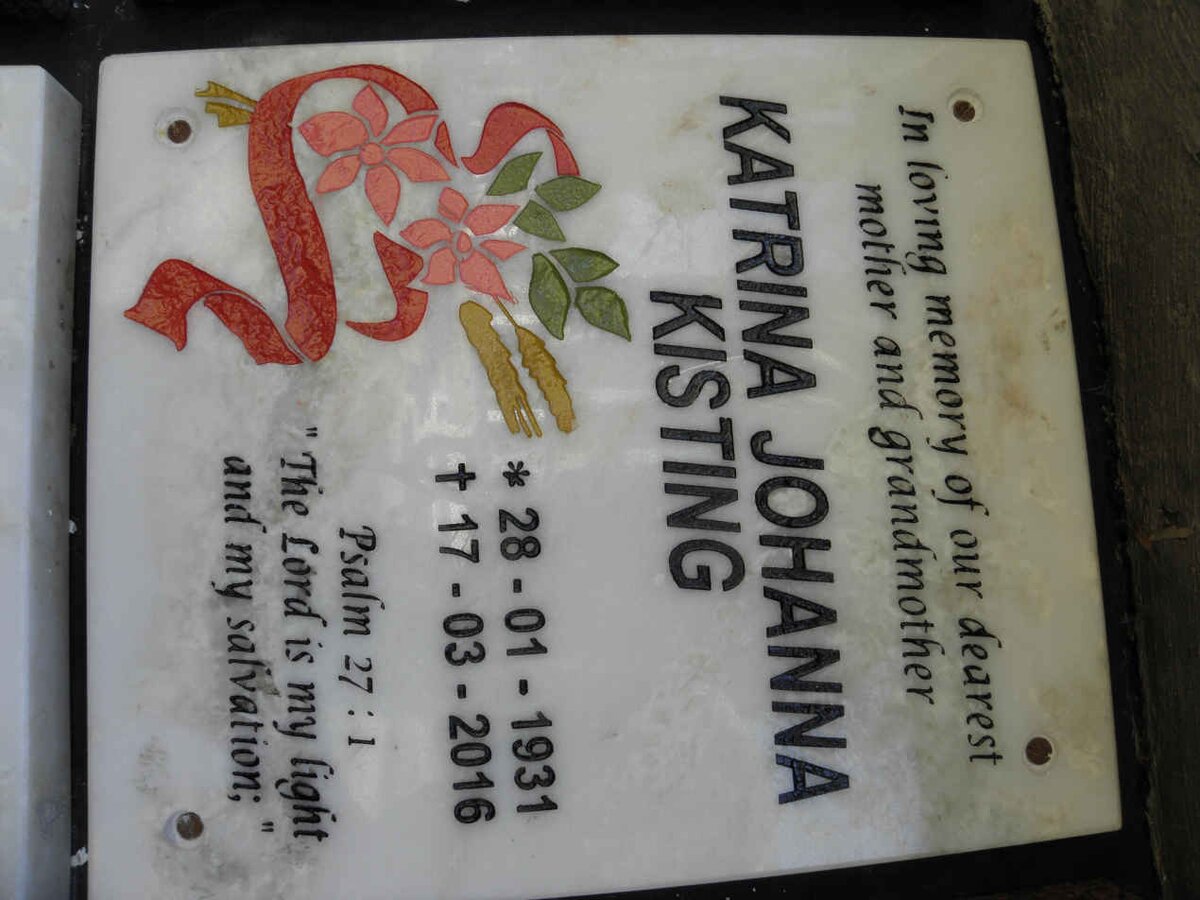 In loving memory of our dearest
mother and grandmother
KATRINA JOHANNA
KISTING
* 28 - 01 - 1931
† 17 - 03 - 2016
Psalm 27 : 1
" The Lord is my light
and my salvation; "